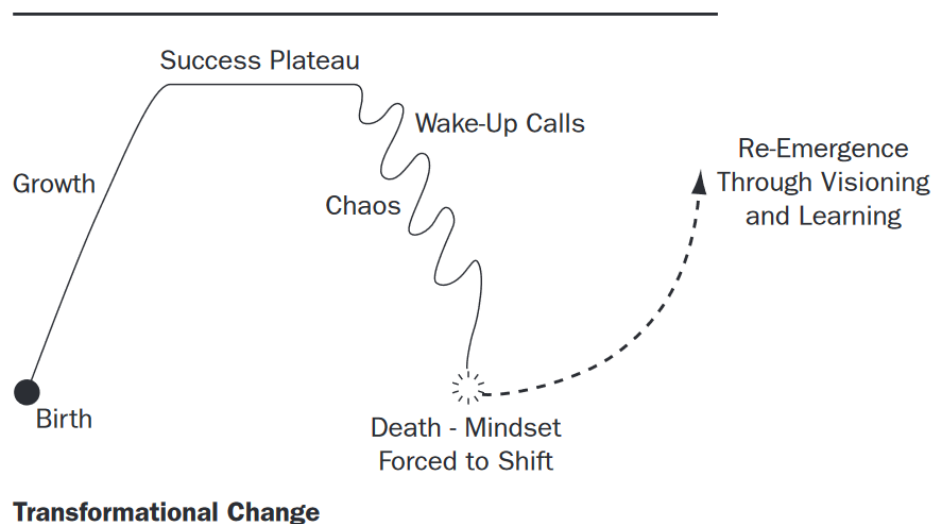 Success Plateau
Wake-Up Calls
Growth
Chaos
Re-Emergence
Through Visioning
and Learning
Birth
Death - Mindset
Forced to Shift
Transformational Change